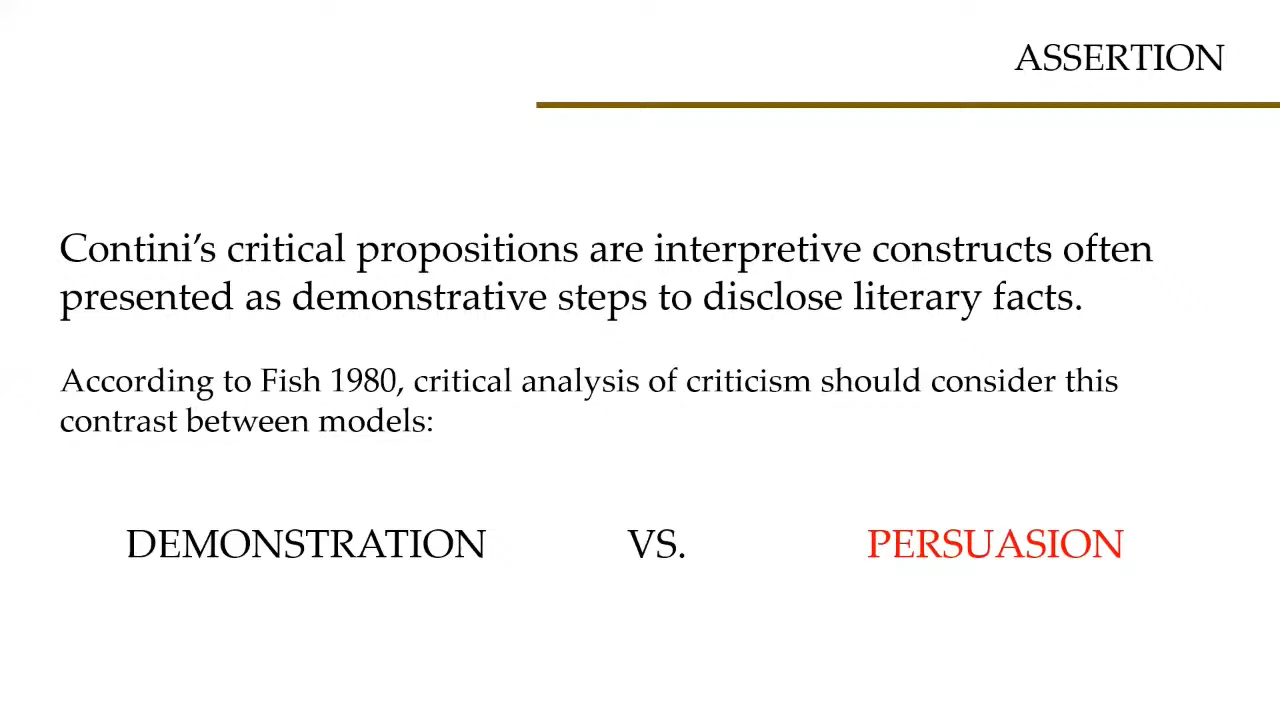 ASSERTION
Contini’s critical propositions are interpretive constructs often
presented as demonstrative steps to disclose literary facts.
According to Fish 1980, critical analysis of criticism should consider this
contrast between models:
DEMONSTRATION VS. PERSUASION